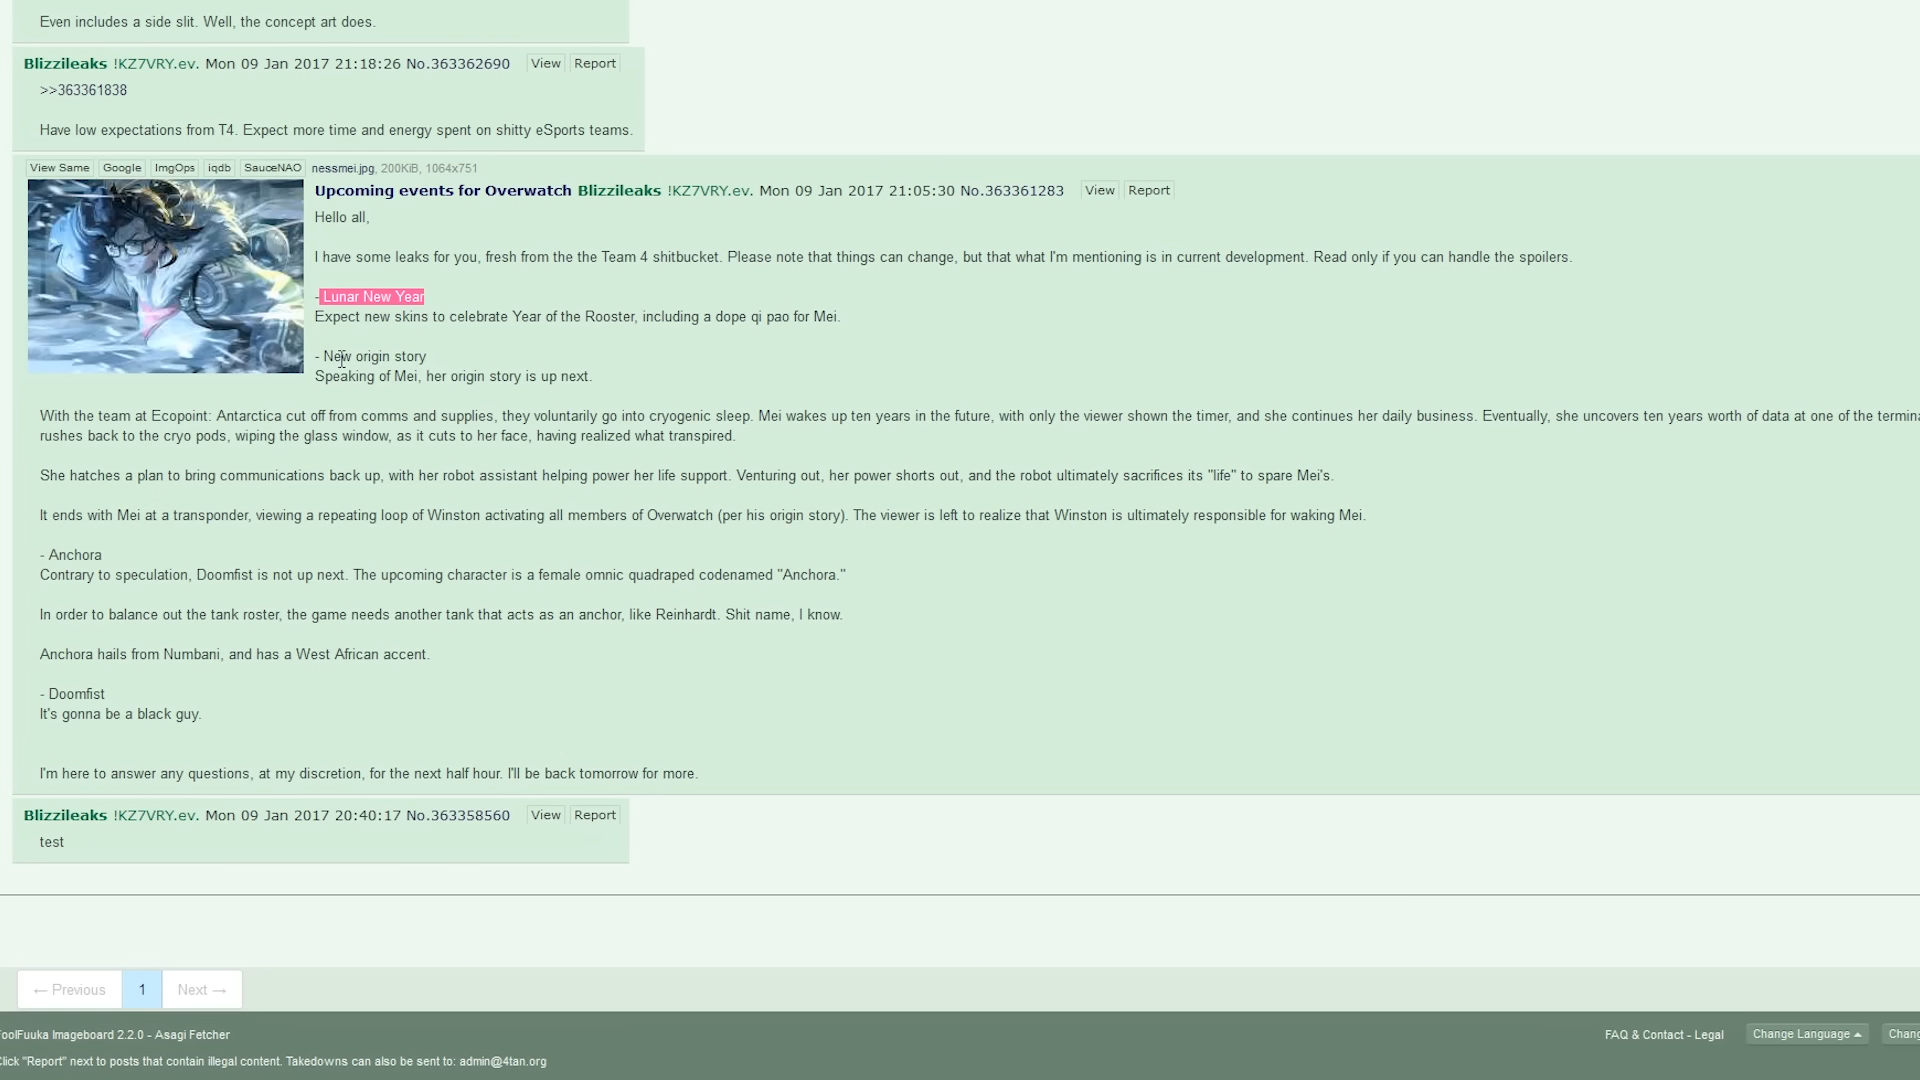 Even includes a side slit. Well, the concept art does.
Blizzileaks !KZ7VRY.ev. Mon 09 Jan 2017 21:18:26 No.363362690 View Report
>>363361838
Have low expectations from T4. Expect more time and energy spent on shitty eSports teams.
View Same Google ImgOps iqdb SauceNAO nessmei.jpg, 200KiB, 1064x751
Upcoming events for Overwatch Blizzileaks !KZ7VRY.ev. Mon 09 Jan 2017 21:05:30 No.363361283 View Report
Hello all,
I have some leaks for you, fresh from the the Team 4 shitbucket. Please note that things can change, but that what I'm mentioning is in current development. Read only if you can handle the spoilers.
- Lunar New Year
Expect new skins to celebrate Year of the Rooster, including a dope qi pao for Mei.
- New origin story
Speaking of Mei, her origin story is up next.
With the team at Ecopoint: Antarctica cut off from comms and supplies, they voluntarily go into cryogenic sleep. Mei wakes up ten years in the future, with only the viewer shown the timer, and she continues her daily business. Eventually, she uncovers ten years worth of data at one of the
rushes back to the cryo pods, wiping the glass window, as it cuts to her face, having realized what transpired.
She hatches a plan to bring communications back up, with her robot assistant helping power her life support. Venturing out, her power shorts out, and the robot ultimately sacrifices its "life" to spare Mei's.
It ends with Mei at a transponder, viewing a repeating loop of Winston activating all members of Overwatch (per his origin story). The viewer is left to realize that Winston is ultimately responsible for waking Mei.
- Anchora
Contrary to speculation, Doomfist is not up next. The upcoming character is a female omnic quadraped codenamed "Anchora."
In order to balance out the tank roster, the game needs another tank that acts as an anchor, like Reinhardt. Shit name, I know.
Anchora hails from Numbani, and has a West African accent.
- Doomfist
It's gonna be a black guy.
I'm here to answer any questions, at my discretion, for the next half hour. I'll be back tomorrow for more.
Blizzileaks !KZ7VRY.ev. Mon 09 Jan 2017 20:40:17 No.363358560 View Report
test
← Previous 1 Next →
oolFuuka Imageboard 2.2.0 - Asagi Fetcher FAQ & Contact - Legal Change Language
lick "Report" next to posts that contain illegal content. Takedowns can also be sent to: admin@4tan.org